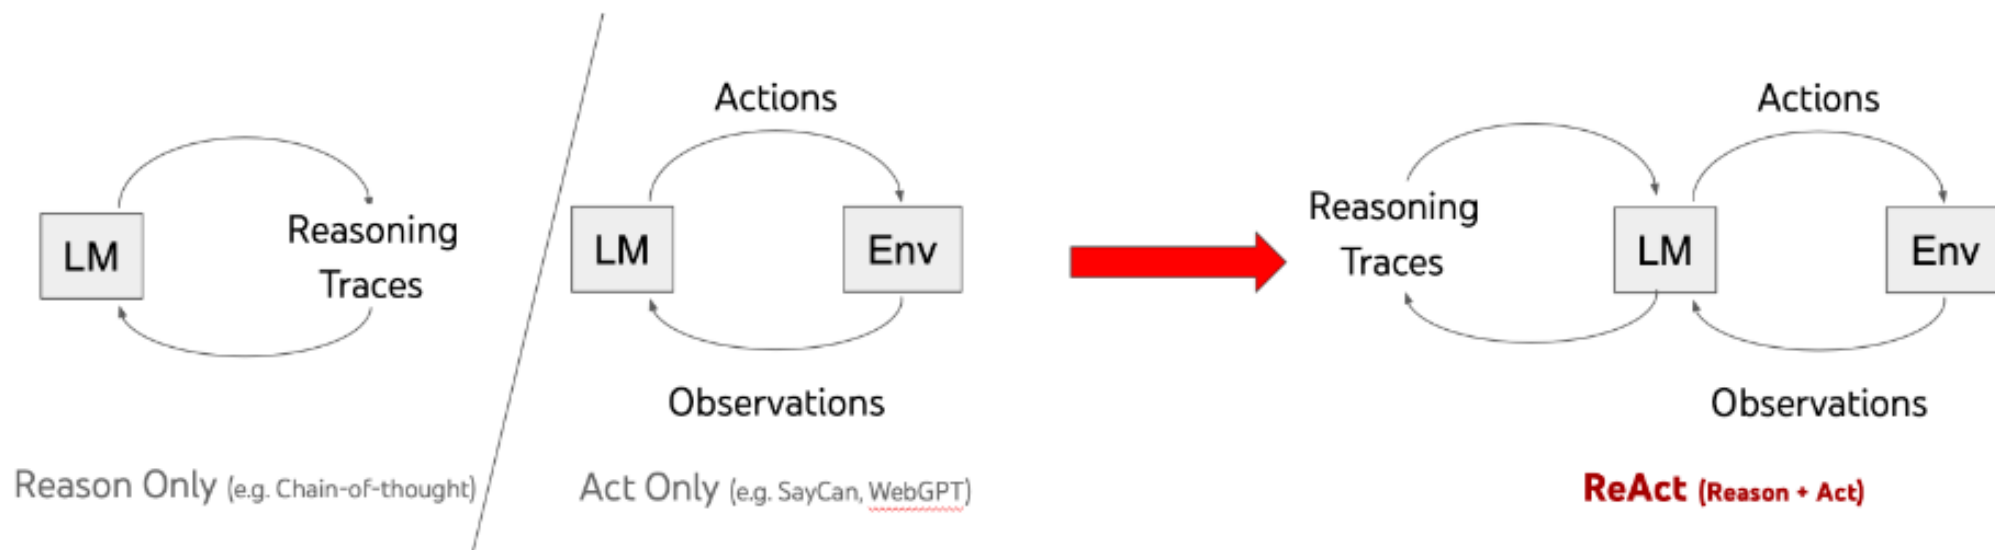 LM
Reasoning
Traces
Reason Only (e.g. Chain-of-thought)
Actions
LM
Env
Observations
Act Only (e.g. SayCan, WebGPT)
Reasoning
Traces
Actions
LM
Env
Observations
ReAct (Reason + Act)